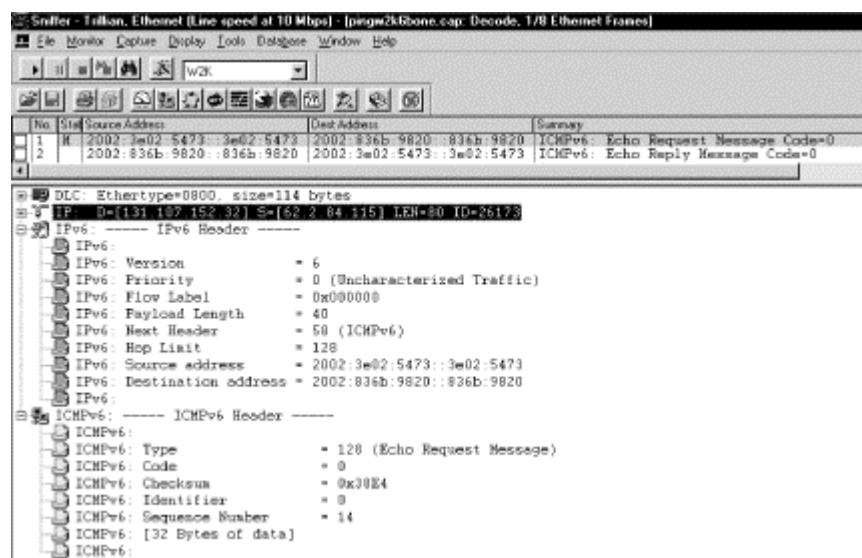 Sniffer - Trillian, Ethernet (Line speed at 10 Mbps) - [pingw2k6bone.cap: Decode, 1/8 Ethernet Frames]
File Monitor Capture Display Tools Database Window Help
W2K
No. Stat Source Address Dest Address Summary
1 M 2002:3e02:5473::3e02:5473 2002:836b:9820::836b:9820 ICMPv6: Echo Request Message Code=0
2 2002:836b:9820::836b:9820 2002:3e02:5473::3e02:5473 ICMPv6: Echo Reply Message Code=0
DLC: Ethertype=0800, size=114 bytes
IP: D=[131.107.152.32] S=[62.2.84.115] LEN=80 ID=26173
IPv6: ----- IPv6 Header -----
IPv6:
IPv6: Version = 6
IPv6: Priority = 0 (Uncharacterized Traffic)
IPv6: Flow Label = 0x000000
IPv6: Payload Length = 40
IPv6: Next Header = 58 (ICMPv6)
IPv6: Hop Limit = 128
IPv6: Source address = 2002:3e02:5473::3e02:5473
IPv6: Destination address = 2002:836b:9820::836b:9820
IPv6:
ICMPv6: ----- ICMPv6 Header -----
ICMPv6:
ICMPv6: Type = 128 (Echo Request Message)
ICMPv6: Code = 0
ICMPv6: Checksum = 0x38E4
ICMPv6: Identifier = 0
ICMPv6: Sequence Number = 14
ICMPv6: [32 Bytes of data]
ICMPv6: